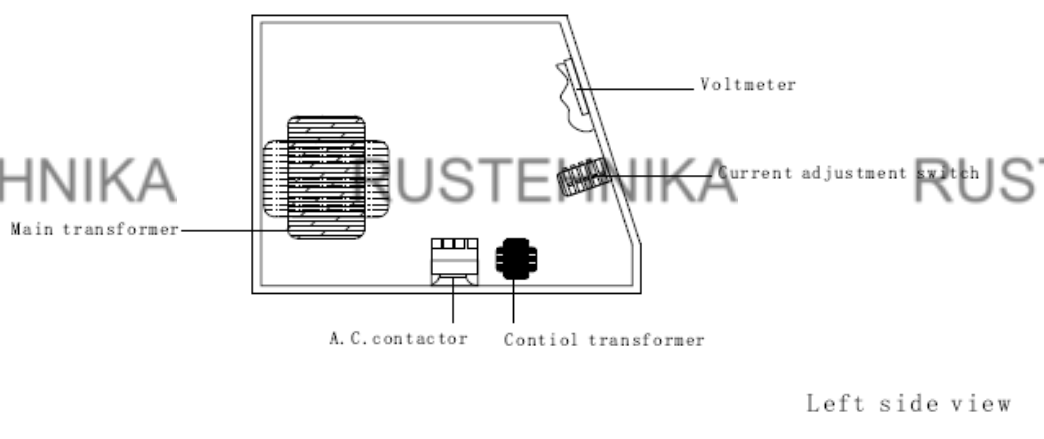 Voltmeter
HNIKA RUSTEHNIKA RUST
Current adjustment switch
Main transformer
A.C.contactor
Contiol transformer
Left side view